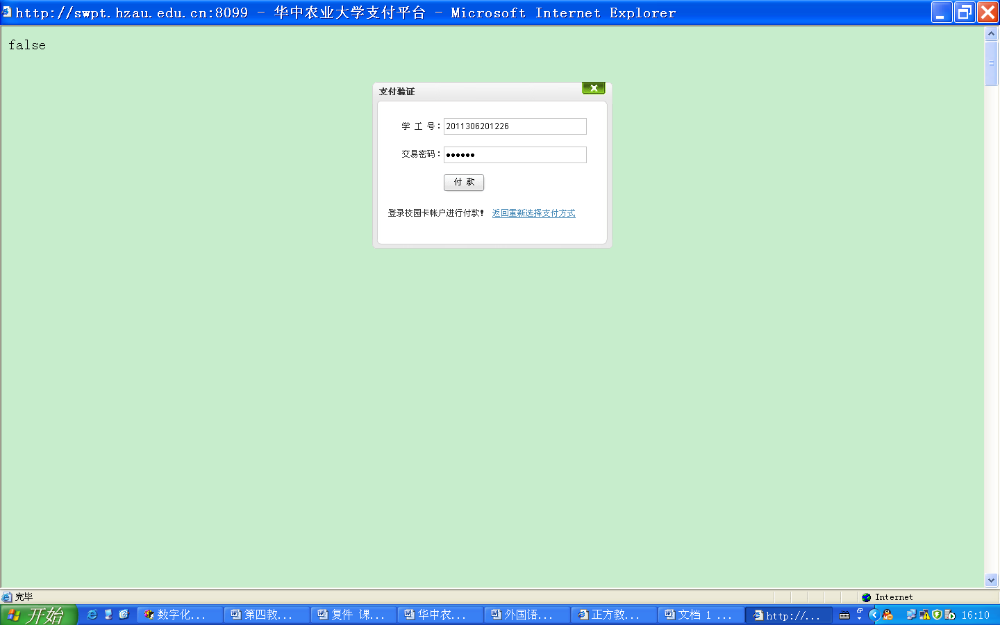 http://swpt.hzau.edu.cn:8099 - 华中农业大学支付平台 - Microsoft Internet Explorer
false
支付验证
学 工 号：2011306201226
交易密码：●●●●●●
付 款
登录校园卡帐户进行付款！ 返回重新选择支付方式
完毕 Internet
开始 数字化... 第四教... 复件 课... 华中农... 外国语... 正方教... 文档 1 ... http://... 16:10